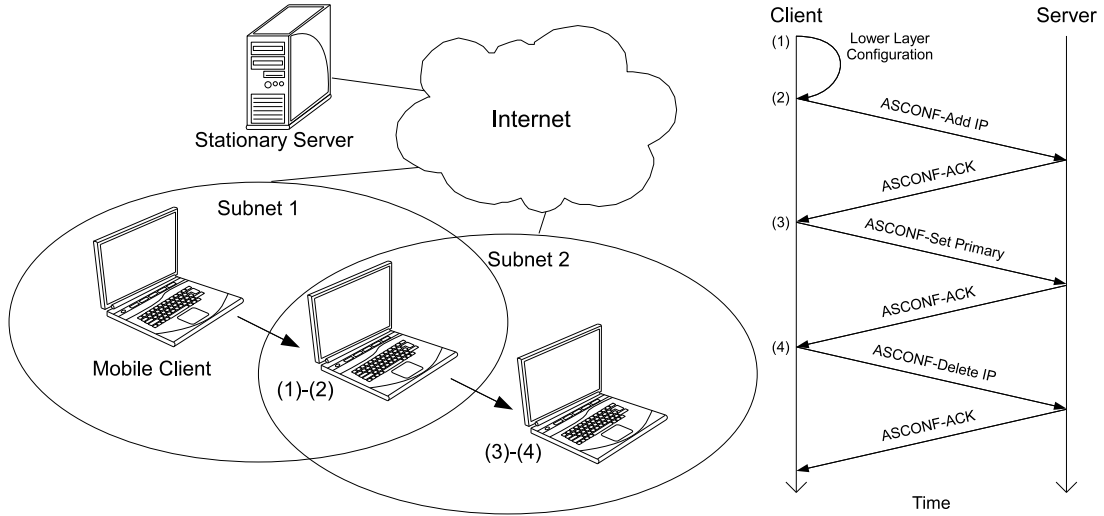 Stationary Server
Internet
Subnet 1
Subnet 2
Mobile Client
(1)-(2)
(3)-(4)
Client
Server
(1)
Lower Layer
Configuration
(2)
ASCONF-Add IP
ASCONF-ACK
(3)
ASCONF-Set Primary
ASCONF-ACK
(4)
ASCONF-Delete IP
ASCONF-ACK
Time